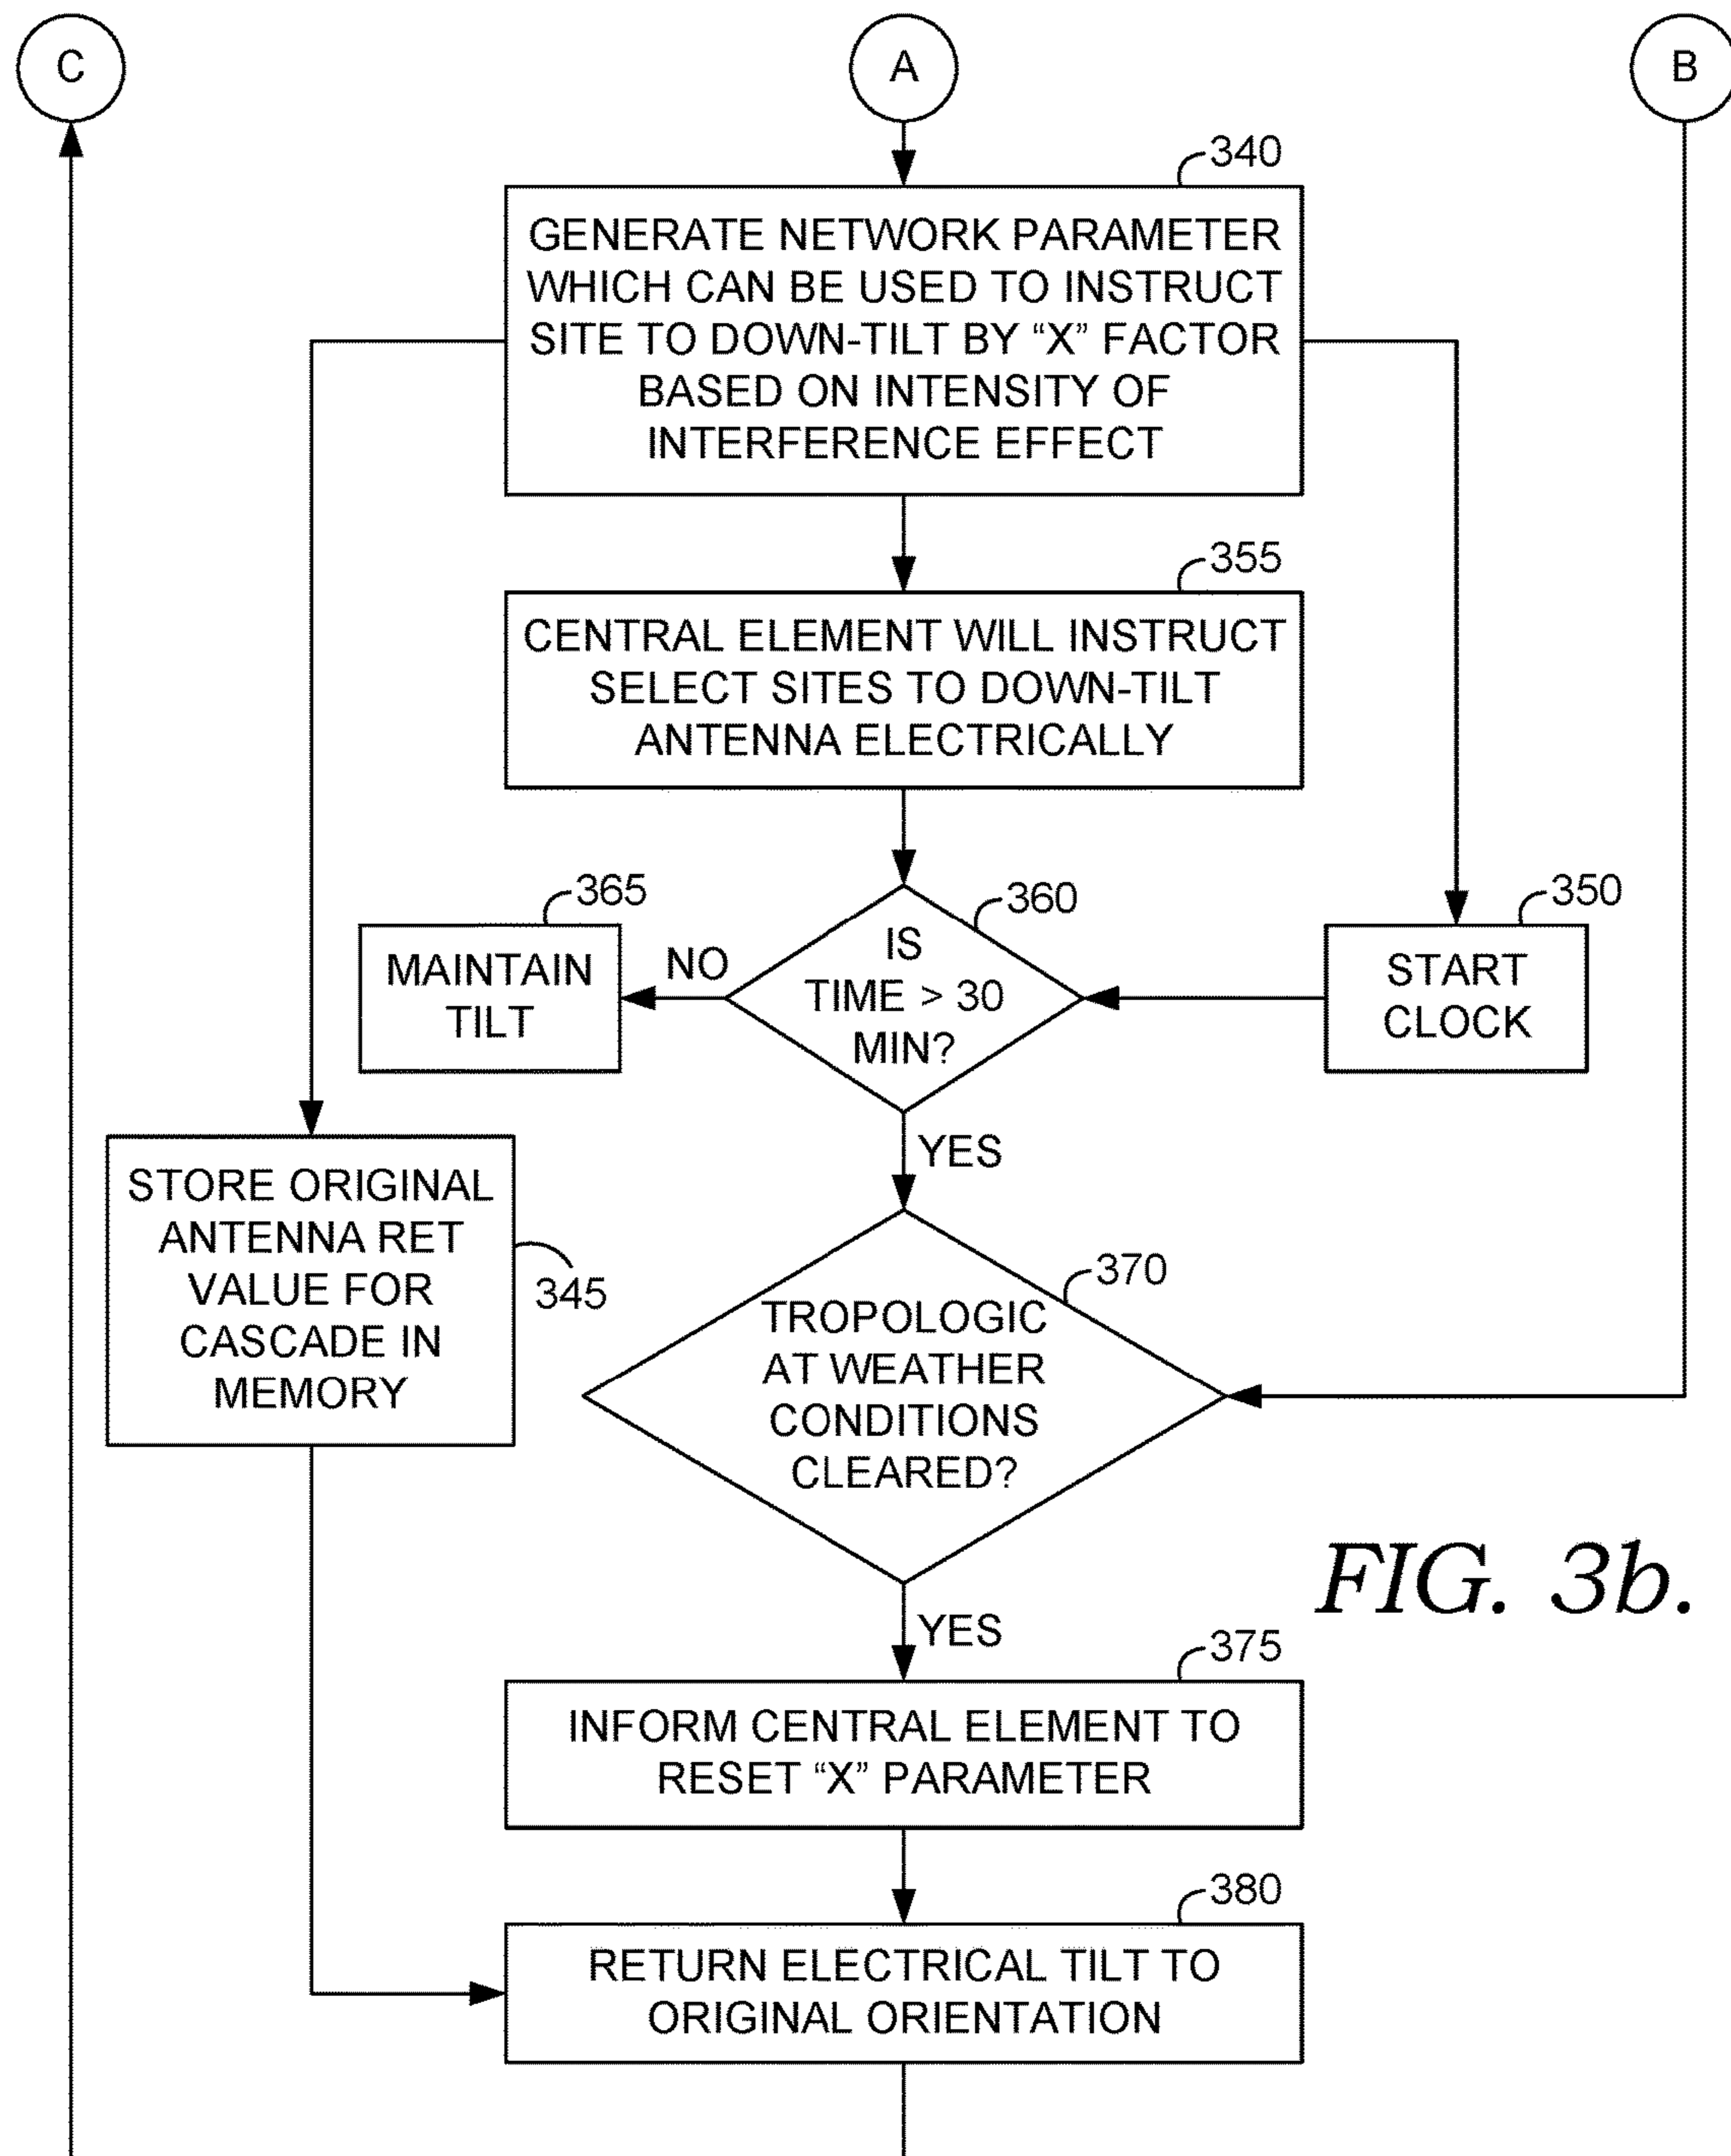 C
A
B
340
GENERATE NETWORK PARAMETER
WHICH CAN BE USED TO INSTRUCT
SITE TO DOWN-TILT BY “X” FACTOR
BASED ON INTENSITY OF
INTERFERENCE EFFECT
355
CENTRAL ELEMENT WILL INSTRUCT
SELECT SITES TO DOWN-TILT
ANTENNA ELECTRICALLY
365
MAINTAIN
TILT
NO
360
IS
TIME > 30
MIN?
350
START
CLOCK
YES
STORE ORIGINAL
ANTENNA RET
VALUE FOR
CASCADE IN
MEMORY
345
370
TROPOLOGIC
AT WEATHER
CONDITIONS
CLEARED?
FIG. 3b.
YES
375
INFORM CENTRAL ELEMENT TO
RESET “X” PARAMETER
380
RETURN ELECTRICAL TILT TO
ORIGINAL ORIENTATION